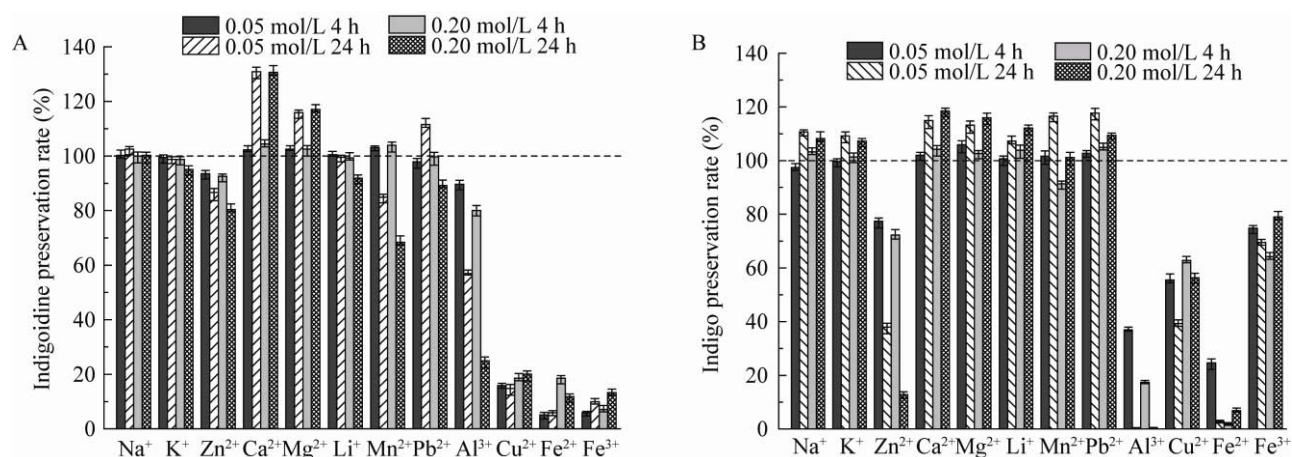 A
0.05 mol/L 4 h
0.20 mol/L 4 h
0.05 mol/L 24 h
0.20 mol/L 24 h
Indigoidine preservation rate (%)
140
120
100
80
60
40
20
0
Na⁺ K⁺ Zn²⁺ Ca²⁺ Mg²⁺ Li⁺ Mn²⁺ Pb²⁺ Al³⁺ Cu²⁺ Fe²⁺ Fe³⁺
B
0.05 mol/L 4 h
0.20 mol/L 4 h
0.05 mol/L 24 h
0.20 mol/L 24 h
Indigo preservation rate (%)
140
120
100
80
60
40
20
0
Na⁺ K⁺ Zn²⁺ Ca²⁺ Mg²⁺ Li⁺ Mn²⁺ Pb²⁺ Al³⁺ Cu²⁺ Fe²⁺ Fe³⁺